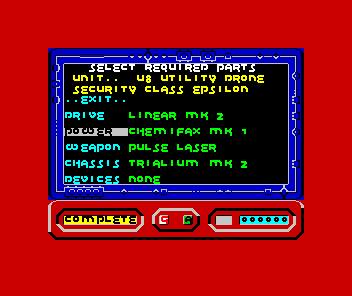 SELECT REQUIRED PARTS
UNIT.. U8 UTILITY DRONE
SECURITY CLASS EPSILON
..EXIT..
DRIVE LINEAR MK 2
POWER CHEMIFAX MK 1
WEAPON PULSE LASER
CHASSIS TRIALIUM MK 2
DEVICES NONE
COMPLETE